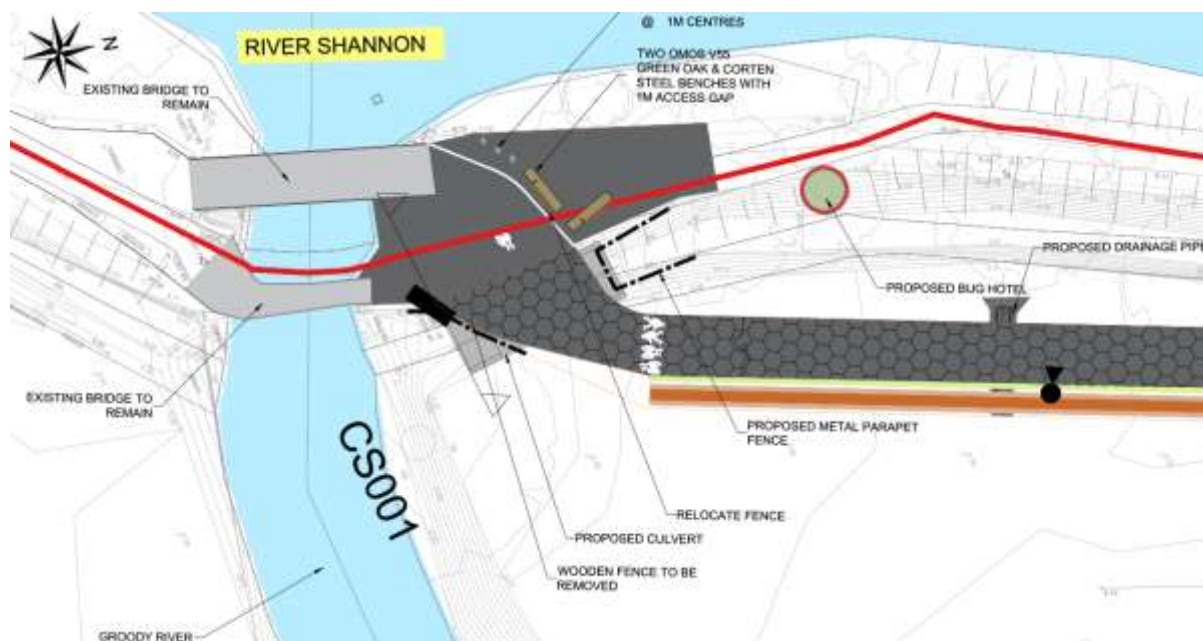 @ 1M CENTRES
N
RIVER SHANNON
TWO OMOS V55
GREEN OAK & CORTEN
STEEL BENCHES WITH
1M ACCESS GAP
EXISTING BRIDGE TO
REMAIN
PROPOSED DRAINAGE PIPE
PROPOSED BUG HOTEL
EXISTING BRIDGE TO
REMAIN
PROPOSED METAL PARAPET
FENCE
CS001
RELOCATE FENCE
PROPOSED CULVERT
WOODEN FENCE TO BE
REMOVED
GROODY RIVER